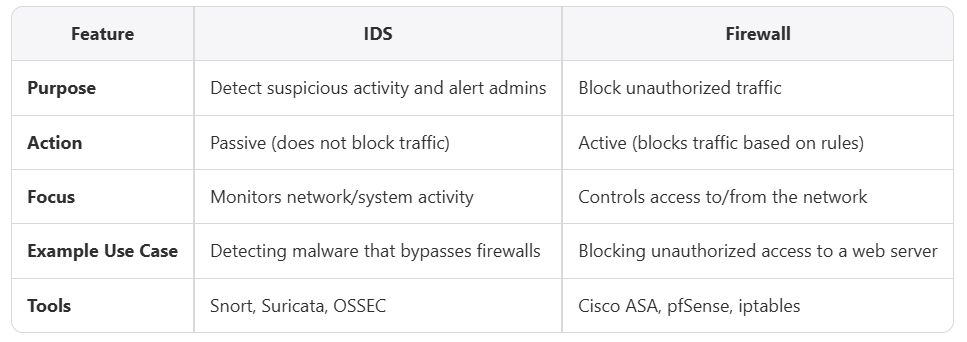 Feature IDS Firewall
Purpose Detect suspicious activity and alert admins Block unauthorized traffic
Action Passive (does not block traffic) Active (blocks traffic based on rules)
Focus Monitors network/system activity Controls access to/from the network
Example Use Case Detecting malware that bypasses firewalls Blocking unauthorized access to a web server
Tools Snort, Suricata, OSSEC Cisco ASA, pfSense, iptables